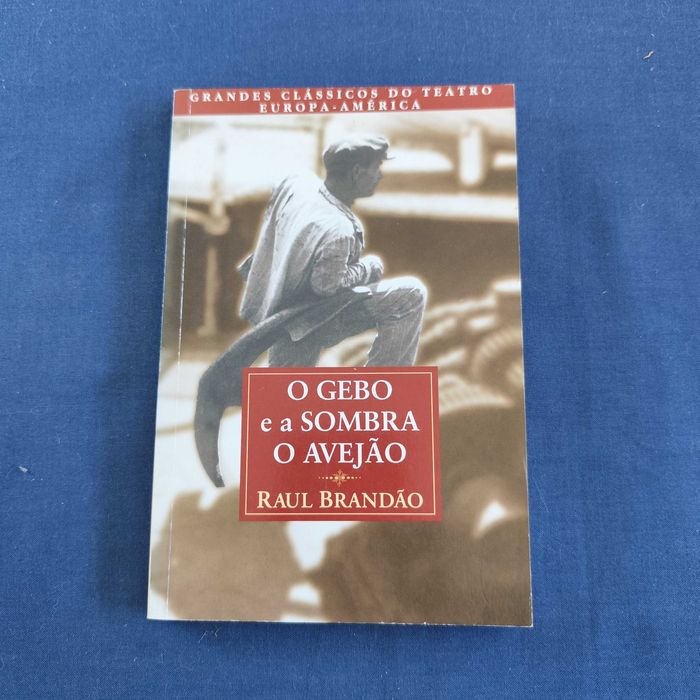 GRANDES CLÁSSICOS DO TEATRO
EUROPA-AMÉRICA
O GEBO
e a SOMBRA
O AVEJÃO
RAUL BRANDÃO